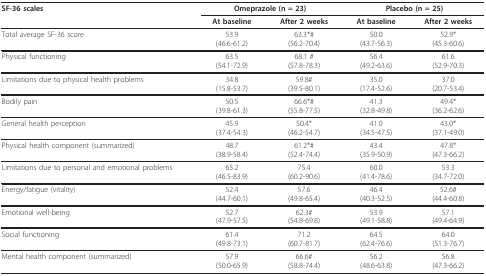 SF-36 scales Omeprazole (n = 23) Placebo (n = 25)
At baseline After 2 weeks At baseline After 2 weeks
Total average SF-36 score 53.9 63.3*# 50.0 52.9*
(46.6-61.2) (56.2-70.4) (43.7-56.3) (45.3-60.6)
Physical functioning 63.5 68.1 # 56.4 61.6
(54.1-72.9) (57.8-78.3) (49.2-63.6) (52.9-70.3)
Limitations due to physical health problems 34.8 59.8# 35.0 37.0
(15.8-53.7) (39.5-80.1) (17.4-52.6) (20.7-53.4)
Bodily pain 50.5 66.6*# 41.3 49.4*
(39.8-61.3) (55.8-77.5) (32.8-49.8) (36.2-62.6)
General health perception 45.9 50.4* 41.0 43.0*
(37.4-54.3) (46.2-54.7) (34.5-47.5) (37.1-49.0)
Physical health component (summarized) 48.7 61.2*# 43.4 47.8*
(38.9-58.4) (52.4-74.4) (35.9-50.9) (47.3-66.2)
Limitations due to personal and emotional problems 65.2 75.4 60.0 53.3
(46.5-83.9) (60.2-90.6) (41.4-78.6) (34.7-72.0)
Energy/fatigue (vitality) 52.4 57.6 46.4 52.6#
(44.7-60.1) (49.8-65.4) (40.3-52.5) (44.4-60.8)
Emotional well-being 52.7 62.3# 53.9 57.1
(47.9-57.5) (54.8-69.8) (49.1-58.8) (49.4-64.9)
Social functioning 61.4 71.2 64.5 64.0
(49.8-73.1) (60.7-81.7) (62.4-76.6) (51.3-76.7)
Mental health component (summarized) 57.9 66.6# 56.2 56.8
(50.0-65.9) (58.8-74.4) (48.6-63.8) (47.3-66.2)